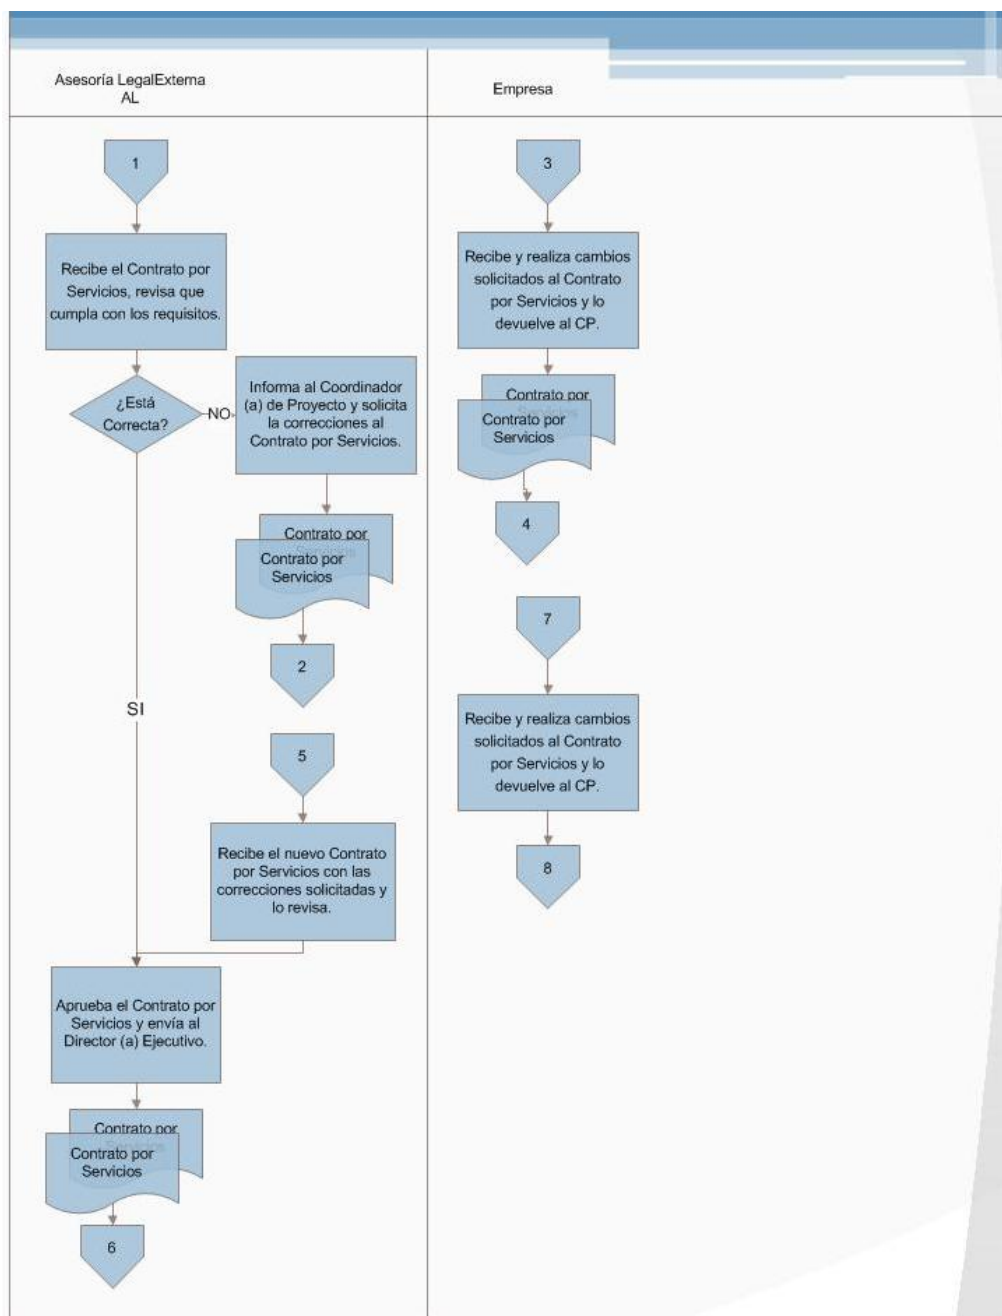 Asesoría LegalExterna
AL
Empresa
1
Recibe el Contrato por
Servicios, revisa que
cumpla con los requisitos.
¿Está
Correcta?
NO
Informa al Coordinador
(a) de Proyecto y solicita
la correcciones al
Contrato por Servicios.
Contrato por
Servicios
Contrato por
Servicios
2
SI
5
Recibe el nuevo Contrato
por Servicios con las
correcciones solicitadas y
lo revisa.
Aprueba el Contrato por
Servicios y envía al
Director (a) Ejecutivo.
Contrato por
Servicios
Contrato por
Servicios
6
3
Recibe y realiza cambios
solicitados al Contrato
por Servicios y lo
devuelve al CP.
Contrato por
Servicios
Contrato por
Servicios
4
7
Recibe y realiza cambios
solicitados al Contrato
por Servicios y lo
devuelve al CP.
8